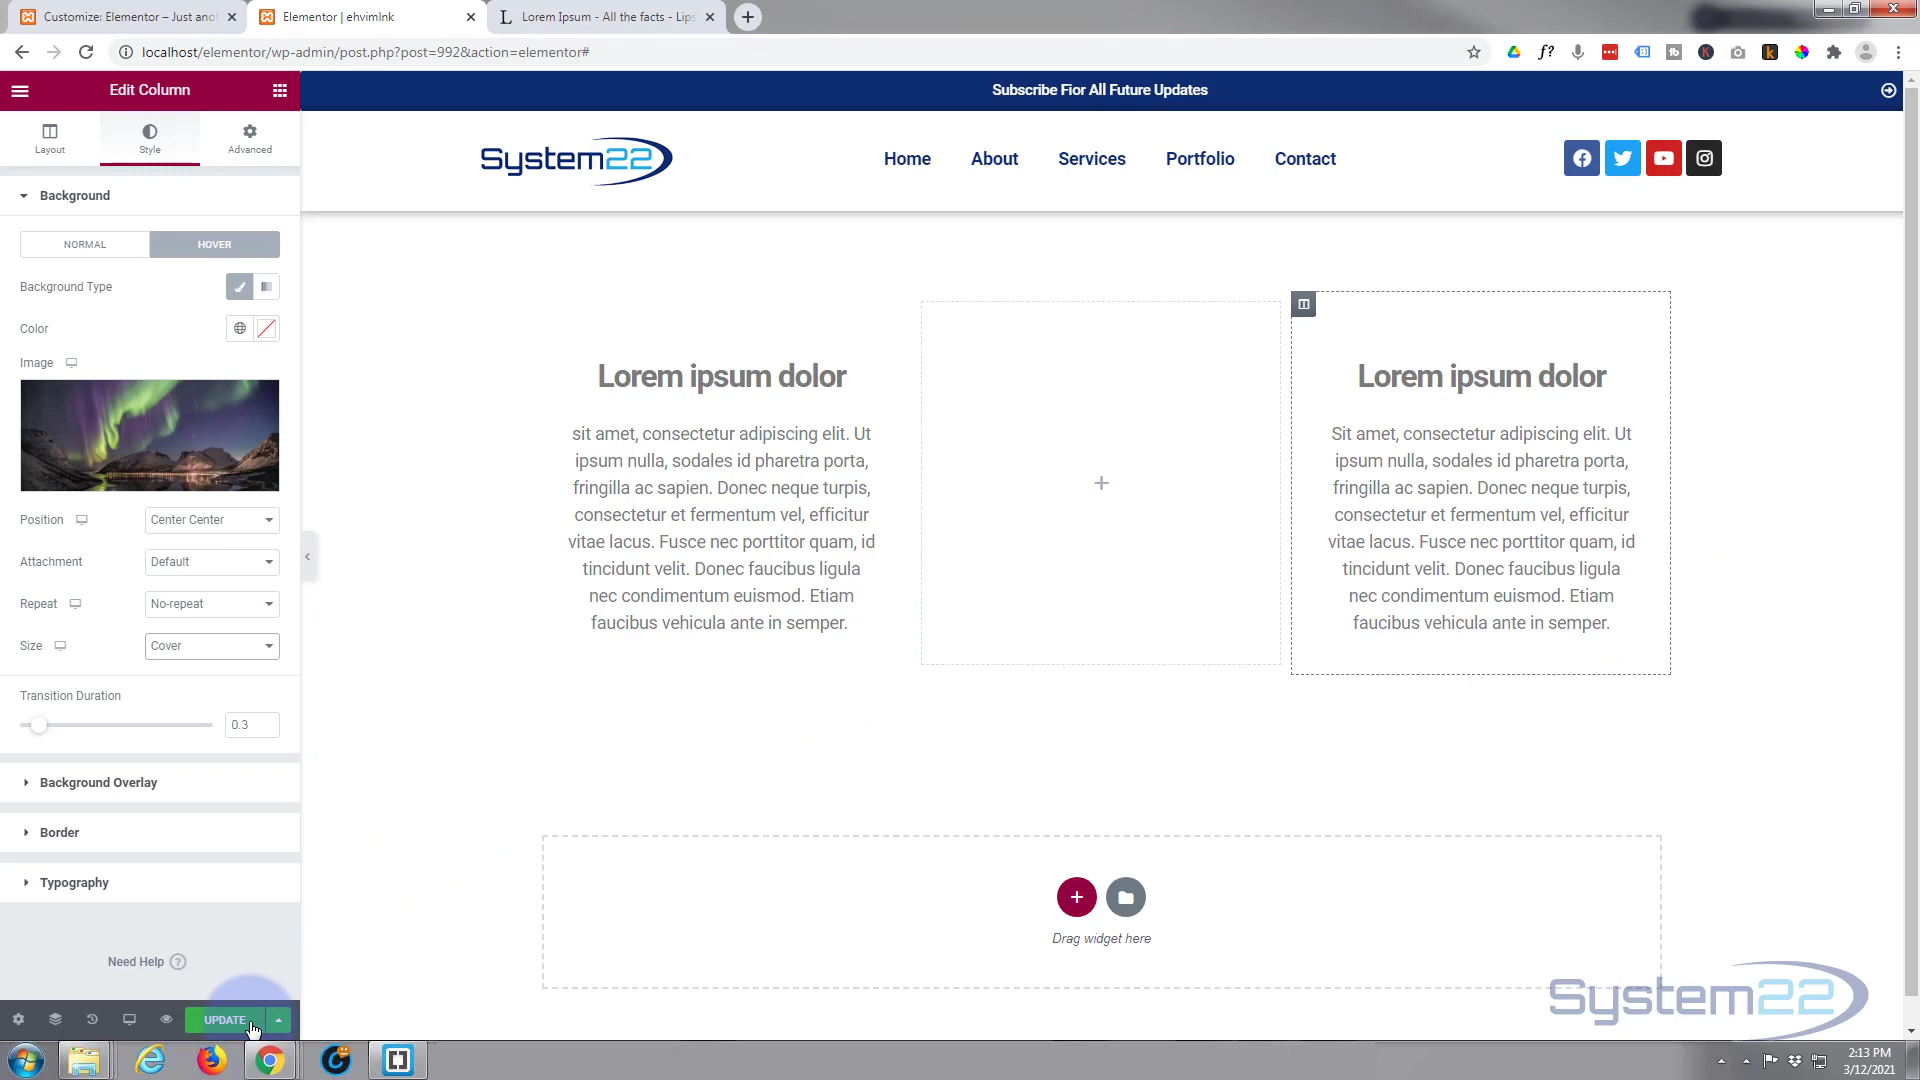 Customize: Elementor – Just anot
Elementor | ehvimlnk
Lorem Ipsum - All the facts - Lips
localhost/elementor/wp-admin/post.php?post=992&action=elementor#
Edit Column
Subscribe Fior All Future Updates
Layout
Style
Advanced
System22
Home
About
Services
Portfolio
Contact
Background
NORMAL
HOVER
Background Type
Color
Image
Position
Center Center
Attachment
Default
Repeat
No-repeat
Size
Cover
Transition Duration
0.3
Background Overlay
Border
Typography
Need Help ?
UPDATE
Lorem ipsum dolor
sit amet, consectetur adipiscing elit. Ut
ipsum nulla, sodales id pharetra porta,
fringilla ac sapien. Donec neque turpis,
consectetur et fermentum vel, efficitur
vitae lacus. Fusce nec porttitor quam, id
tincidunt velit. Donec faucibus ligula
nec condimentum euismod. Etiam
faucibus vehicula ante in semper.
Lorem ipsum dolor
Sit amet, consectetur adipiscing elit. Ut
ipsum nulla, sodales id pharetra porta,
fringilla ac sapien. Donec neque turpis,
consectetur et fermentum vel, efficitur
vitae lacus. Fusce nec porttitor quam, id
tincidunt velit. Donec faucibus ligula
nec condimentum euismod. Etiam
faucibus vehicula ante in semper.
Drag widget here
System22
2:13 PM
3/12/2021